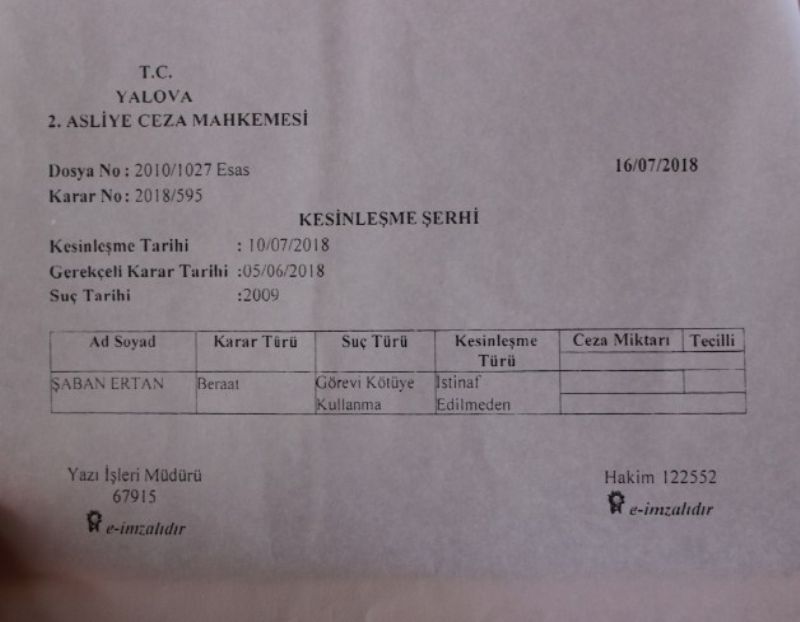 T.C.
YALOVA
2. ASLİYE CEZA MAHKEMESİ
Dosya No : 2010/1027 Esas
16/07/2018
Karar No : 2018/595
KESİNLEŞME ŞERHİ
Kesinleşme Tarihi : 10/07/2018
Gerekçeli Karar Tarihi :05/06/2018
Suç Tarihi :2009
Ad Soyad Karar Türü Suç Türü Kesinleşme Türü Ceza Miktarı Tecilli
ŞABAN ERTAN Beraat Görevi Kötüye Kullanma İstinaf Edilmeden
Yazı İşleri Müdürü
67915
e-imzalıdır
Hakim 122552
e-imzalıdır